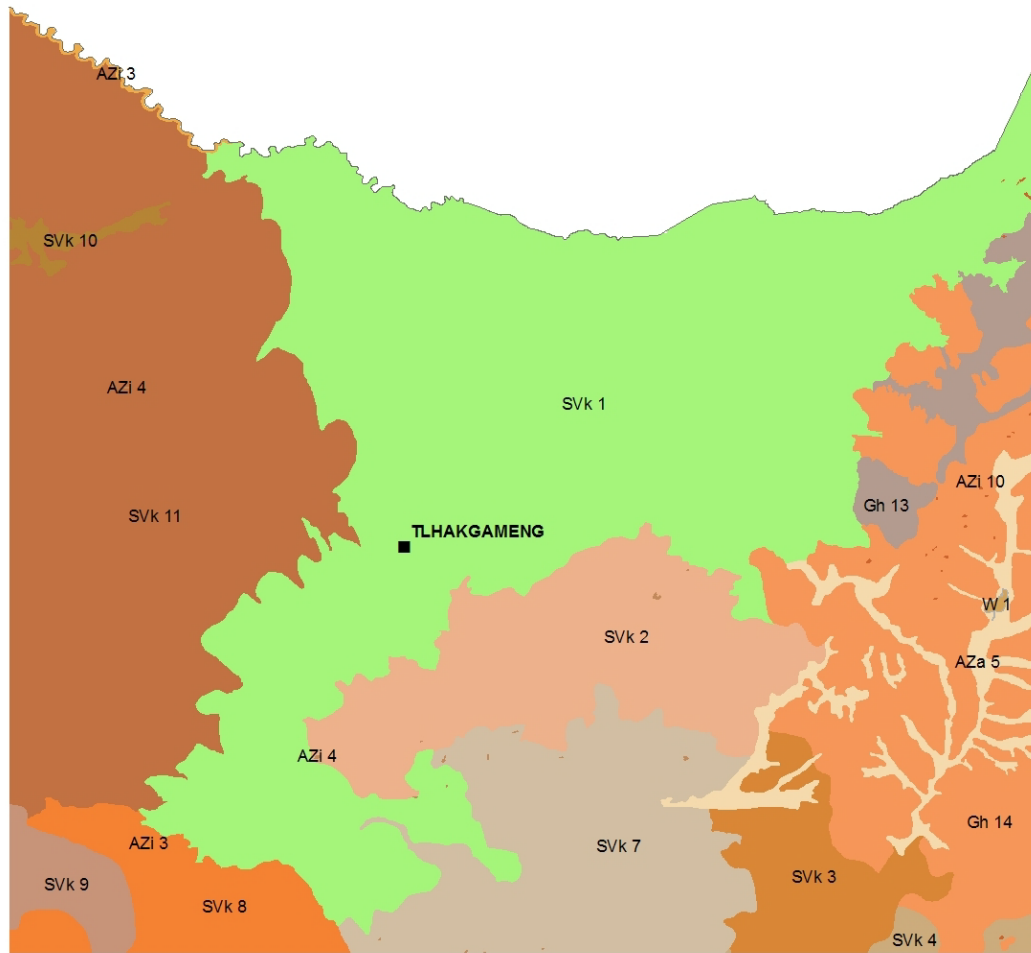 AZi 3
SVk 10
AZi 4
SVk 1
SVk 11
AZi 10
Gh 13
TLHAKGAMENG
W 1
SVk 2
AZa 5
AZi 4
Gh 14
AZi 3
SVk 7
SVk 3
SVk 9
SVk 8
SVk 4